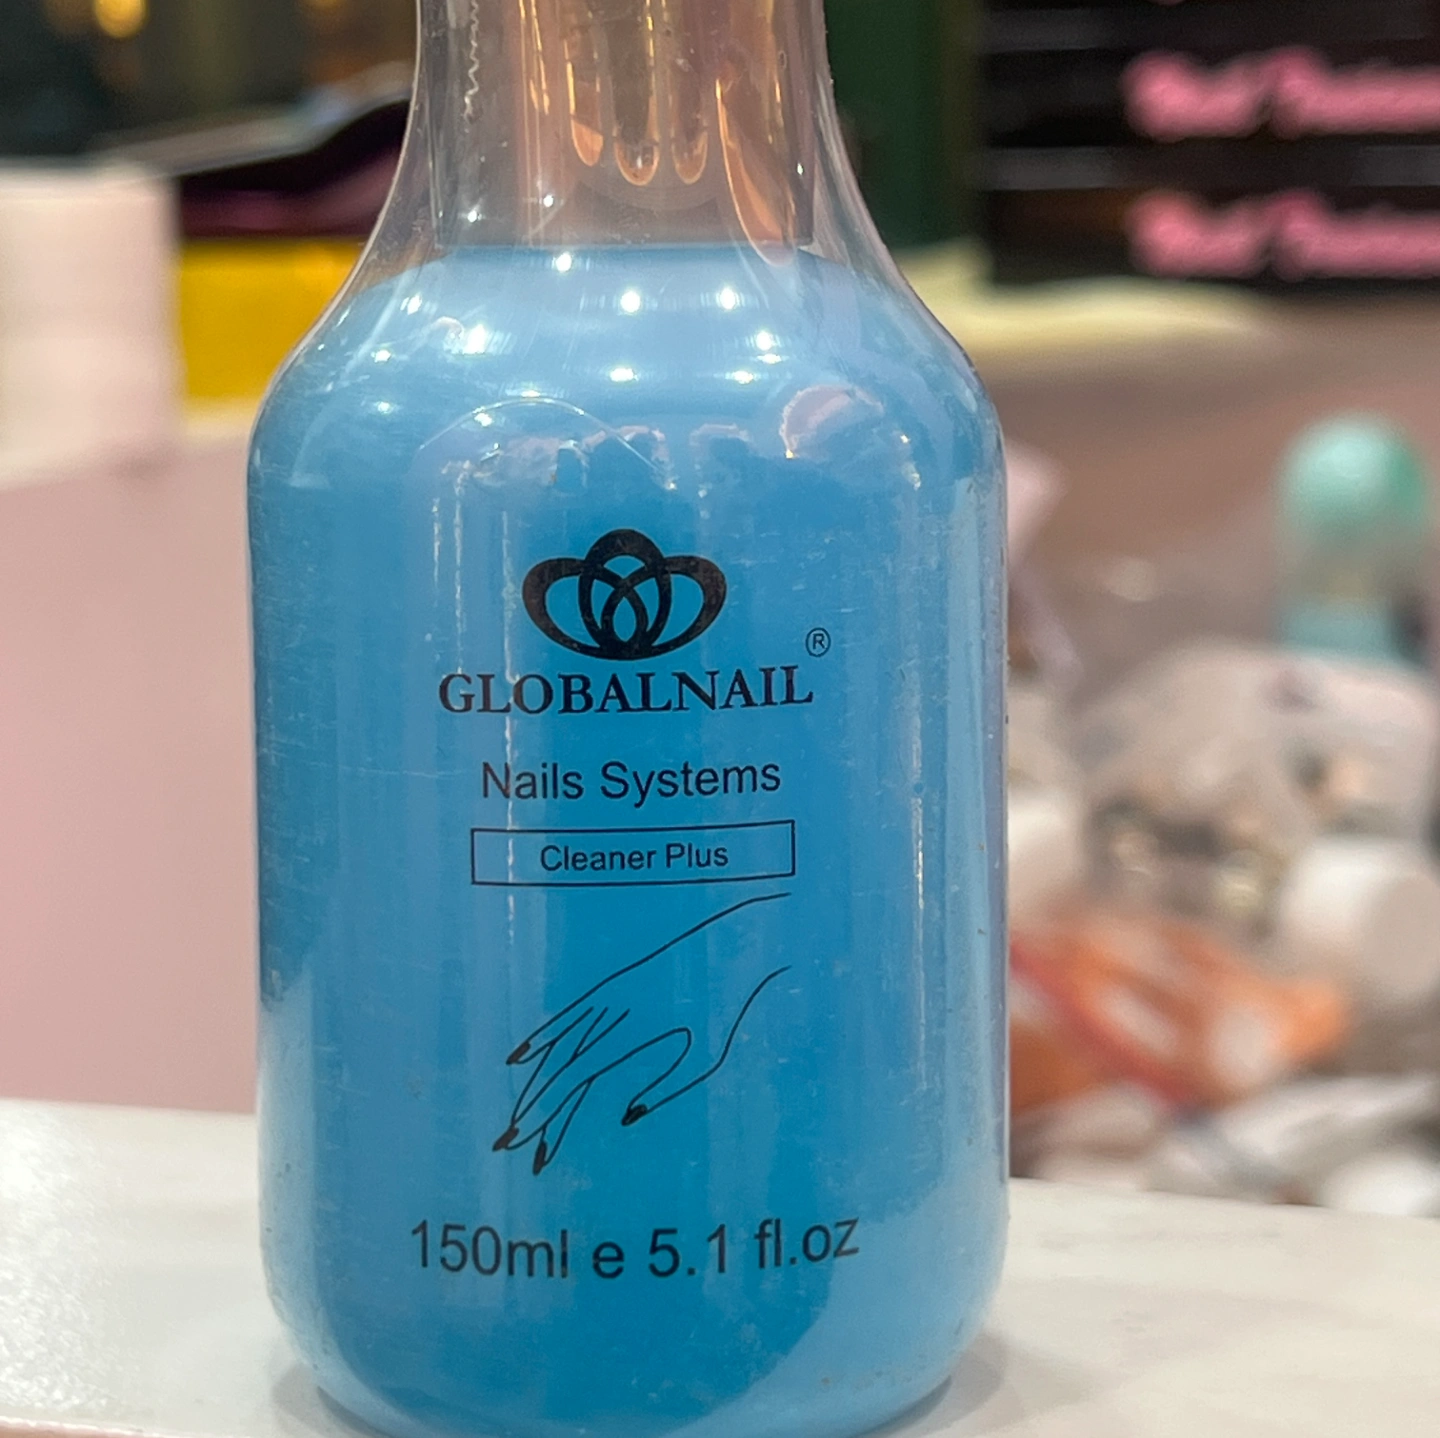 ®
GLOBALNAIL
Nails Systems
Cleaner Plus
150ml e 5.1 fl.oz